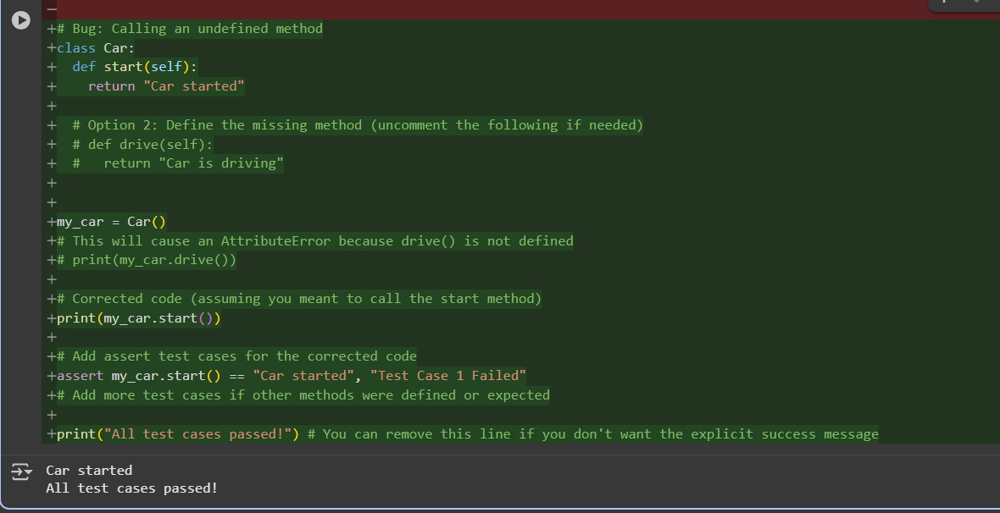 −
+# Bug: Calling an undefined method
+class Car:
+  def start(self):
+    return "Car started"
+
+  # Option 2: Define the missing method (uncomment the following if needed)
+  # def drive(self):
+  #   return "Car is driving"
+
+
+my_car = Car()
+# This will cause an AttributeError because drive() is not defined
+# print(my_car.drive())
+
+# Corrected code (assuming you meant to call the start method)
+print(my_car.start())
+
+# Add assert test cases for the corrected code
+assert my_car.start() == "Car started", "Test Case 1 Failed"
+# Add more test cases if other methods were defined or expected
+
+print("All test cases passed!") # You can remove this line if you don't want the explicit success message
Car started
All test cases passed!